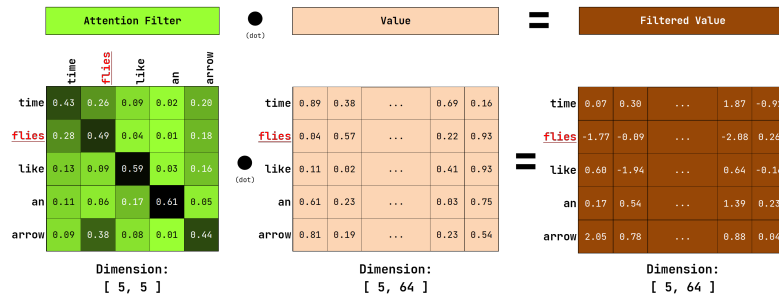 Attention Filter
(dot)
Value
=
Filtered Value
time flies like an arrow
time 0.43 0.26 0.09 0.02 0.20
flies 0.28 0.49 0.04 0.01 0.18
like 0.13 0.09 0.59 0.03 0.16
an 0.11 0.06 0.17 0.61 0.05
arrow 0.09 0.38 0.08 0.01 0.44
Dimension:
[ 5, 5 ]
(dot)
time 0.89 0.38 ... 0.69 0.16
flies 0.04 0.57 ... 0.22 0.93
like 0.11 0.02 ... 0.41 0.93
an 0.61 0.23 ... 0.03 0.75
arrow 0.81 0.19 ... 0.23 0.54
Dimension:
[ 5, 64 ]
=
time 0.07 0.30 ... 1.87
flies -1.77 -0.09 ... -2.08 0.26
like 0.60 -1.94 ... 0.64
an 0.17 0.54 ... 1.39 0.23
arrow 2.05 0.78 ... 0.88 0.04
Dimension:
[ 5, 64 ]